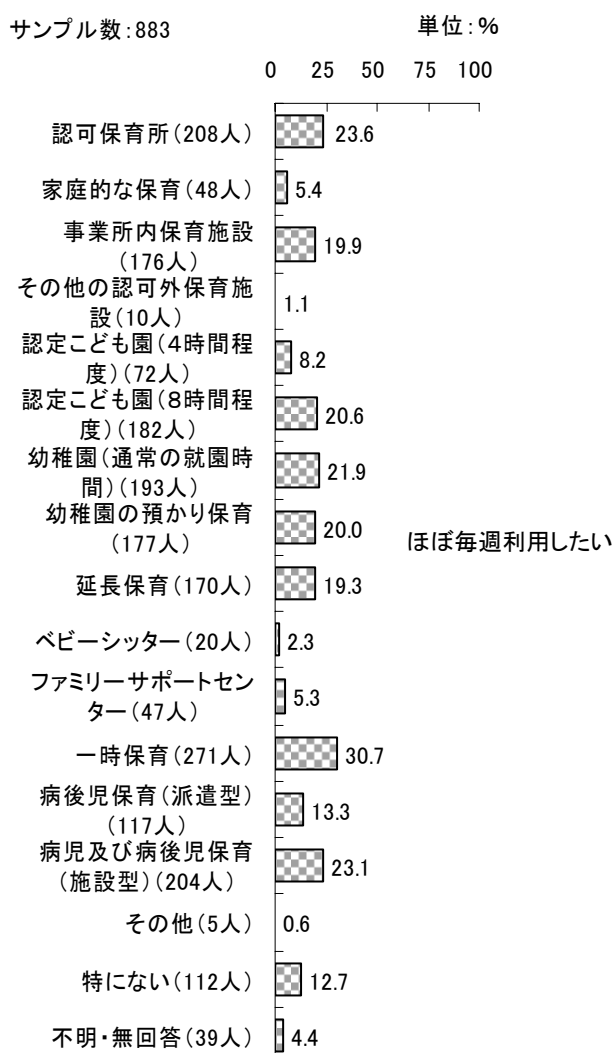 サンプル数:883 単位:%
0 25 50 75 100
認可保育所(208人) 23.6
家庭的な保育(48人) 5.4
事業所内保育施設
(176人) 19.9
その他の認可外保育施
設(10人) 1.1
認定こども園(4時間程
度)(72人) 8.2
認定こども園(8時間程
度)(182人) 20.6
幼稚園(通常の就園時
間)(193人) 21.9
幼稚園の預かり保育
(177人) 20.0
ほぼ毎週利用したい
延長保育(170人) 19.3
ベビーシッター(20人) 2.3
ファミリーサポートセン
ター(47人) 5.3
一時保育(271人) 30.7
病後児保育(派遣型)
(117人) 13.3
病児及び病後児保育
(施設型)(204人) 23.1
その他(5人) 0.6
特にない(112人) 12.7
不明・無回答(39人) 4.4